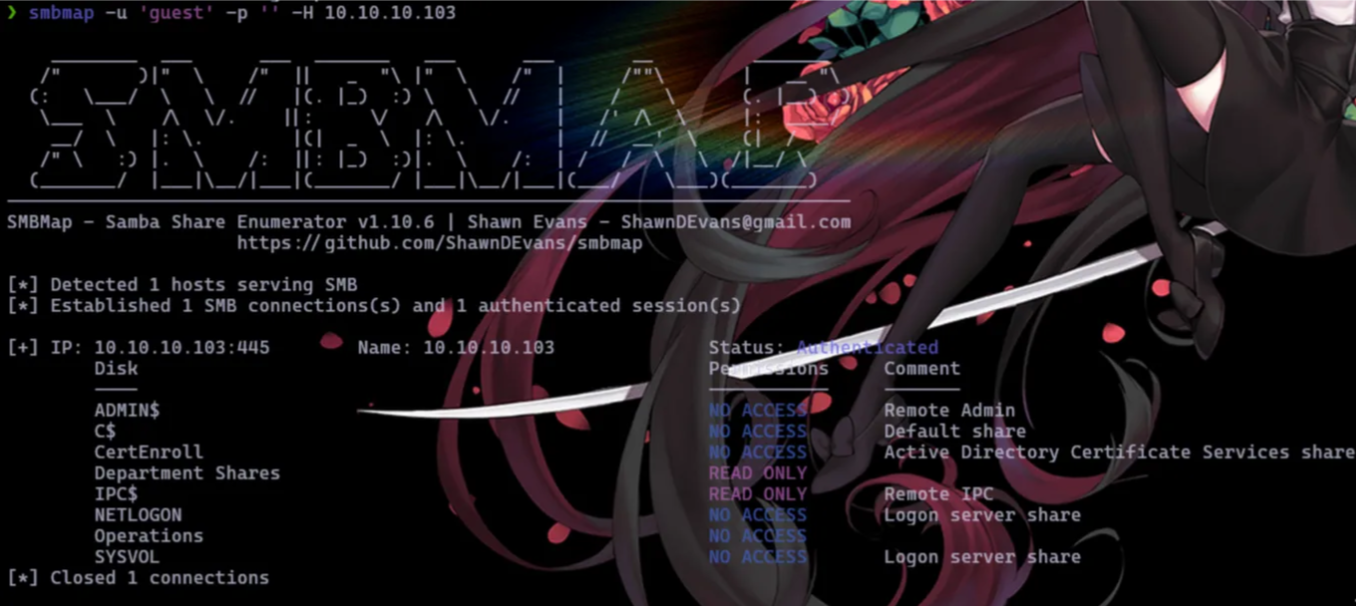 ❯ smbmap -u 'guest' -p '' -H 10.10.10.103
SMBMap - Samba Share Enumerator v1.10.6 | Shawn Evans - ShawnDEvans@gmail.com
https://github.com/ShawnDEvans/smbmap
[*] Detected 1 hosts serving SMB
[*] Established 1 SMB connections(s) and 1 authenticated session(s)
[+] IP: 10.10.10.103:445 Name: 10.10.10.103 Status: Authenticated
Disk Permissions Comment
ADMIN$ NO ACCESS Remote Admin
C$ NO ACCESS Default share
CertEnroll NO ACCESS Active Directory Certificate Services share
Department Shares READ ONLY
IPC$ READ ONLY Remote IPC
NETLOGON NO ACCESS Logon server share
Operations NO ACCESS
SYSVOL NO ACCESS Logon server share
[*] Closed 1 connections